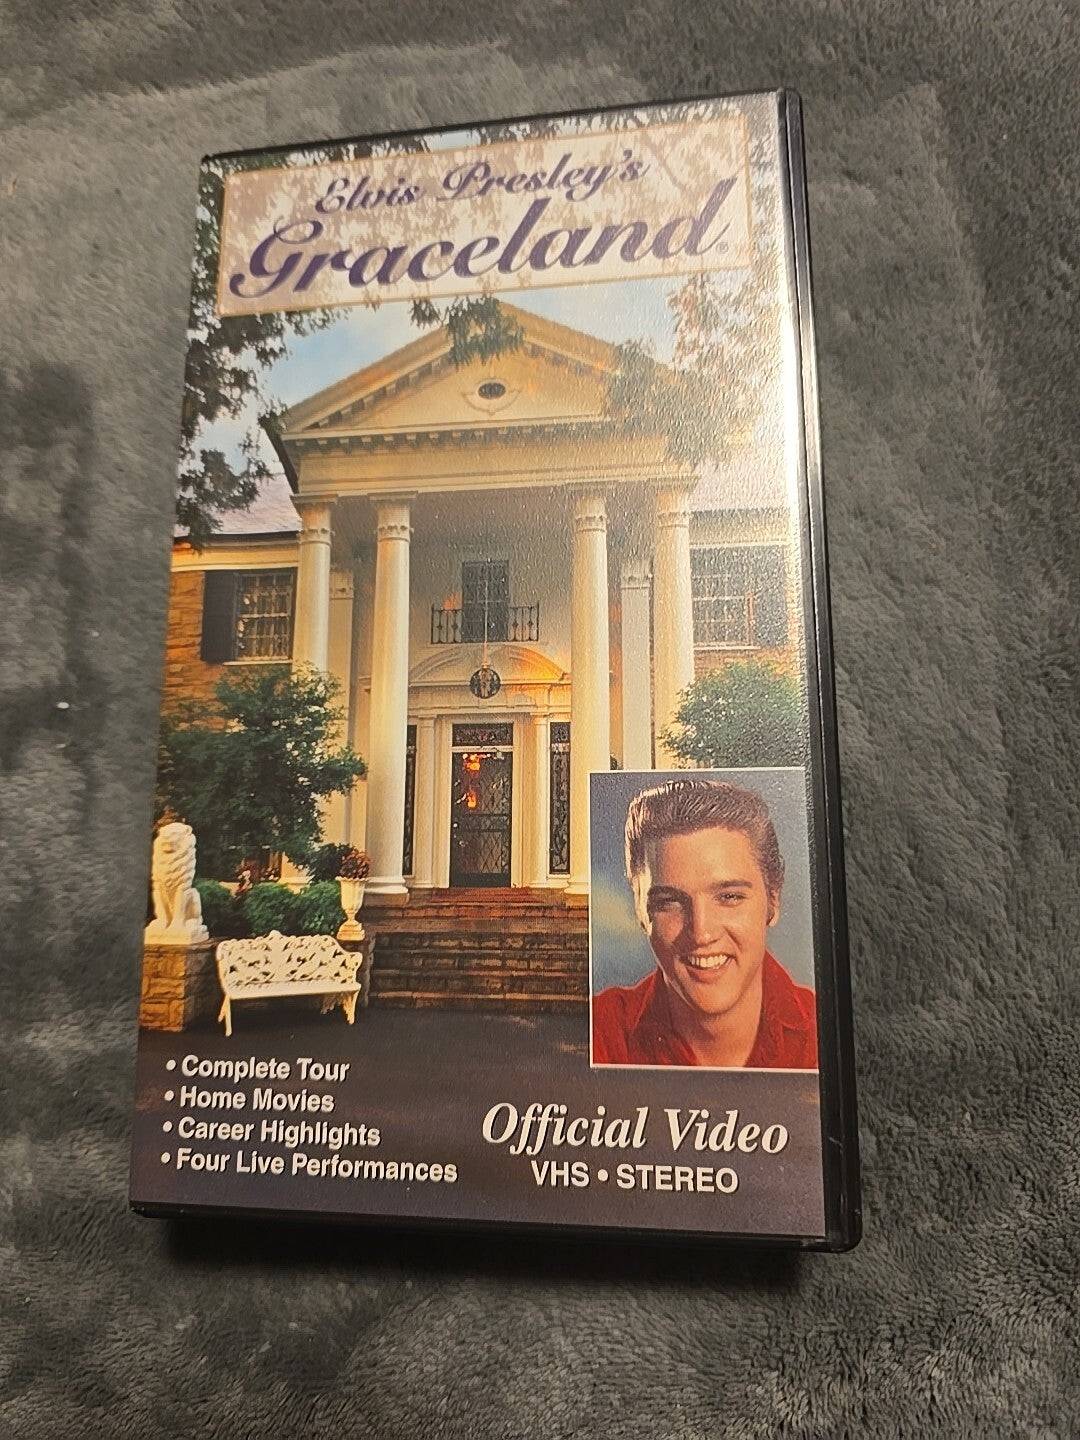 Elvis Presley's
Graceland®
• Complete Tour
• Home Movies
• Career Highlights
• Four Live Performances
Official Video
VHS • STEREO